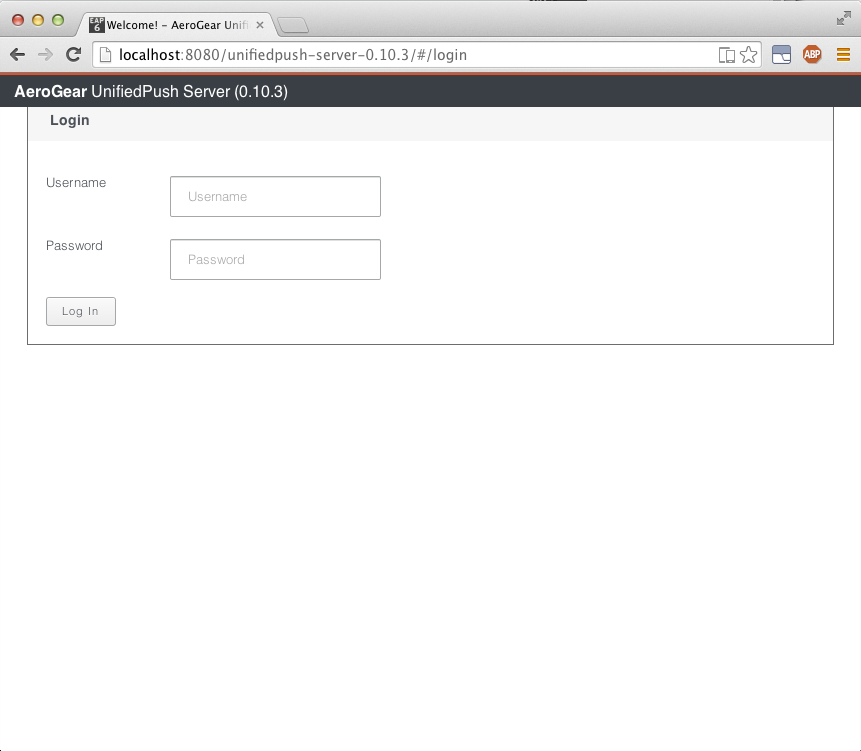 EAP
6
Welcome! – AeroGear Unifi
localhost:8080/unifiedpush-server-0.10.3/#/login
ABP
AeroGear UnifiedPush Server (0.10.3)
Login
Username
Username
Password
Password
Log In